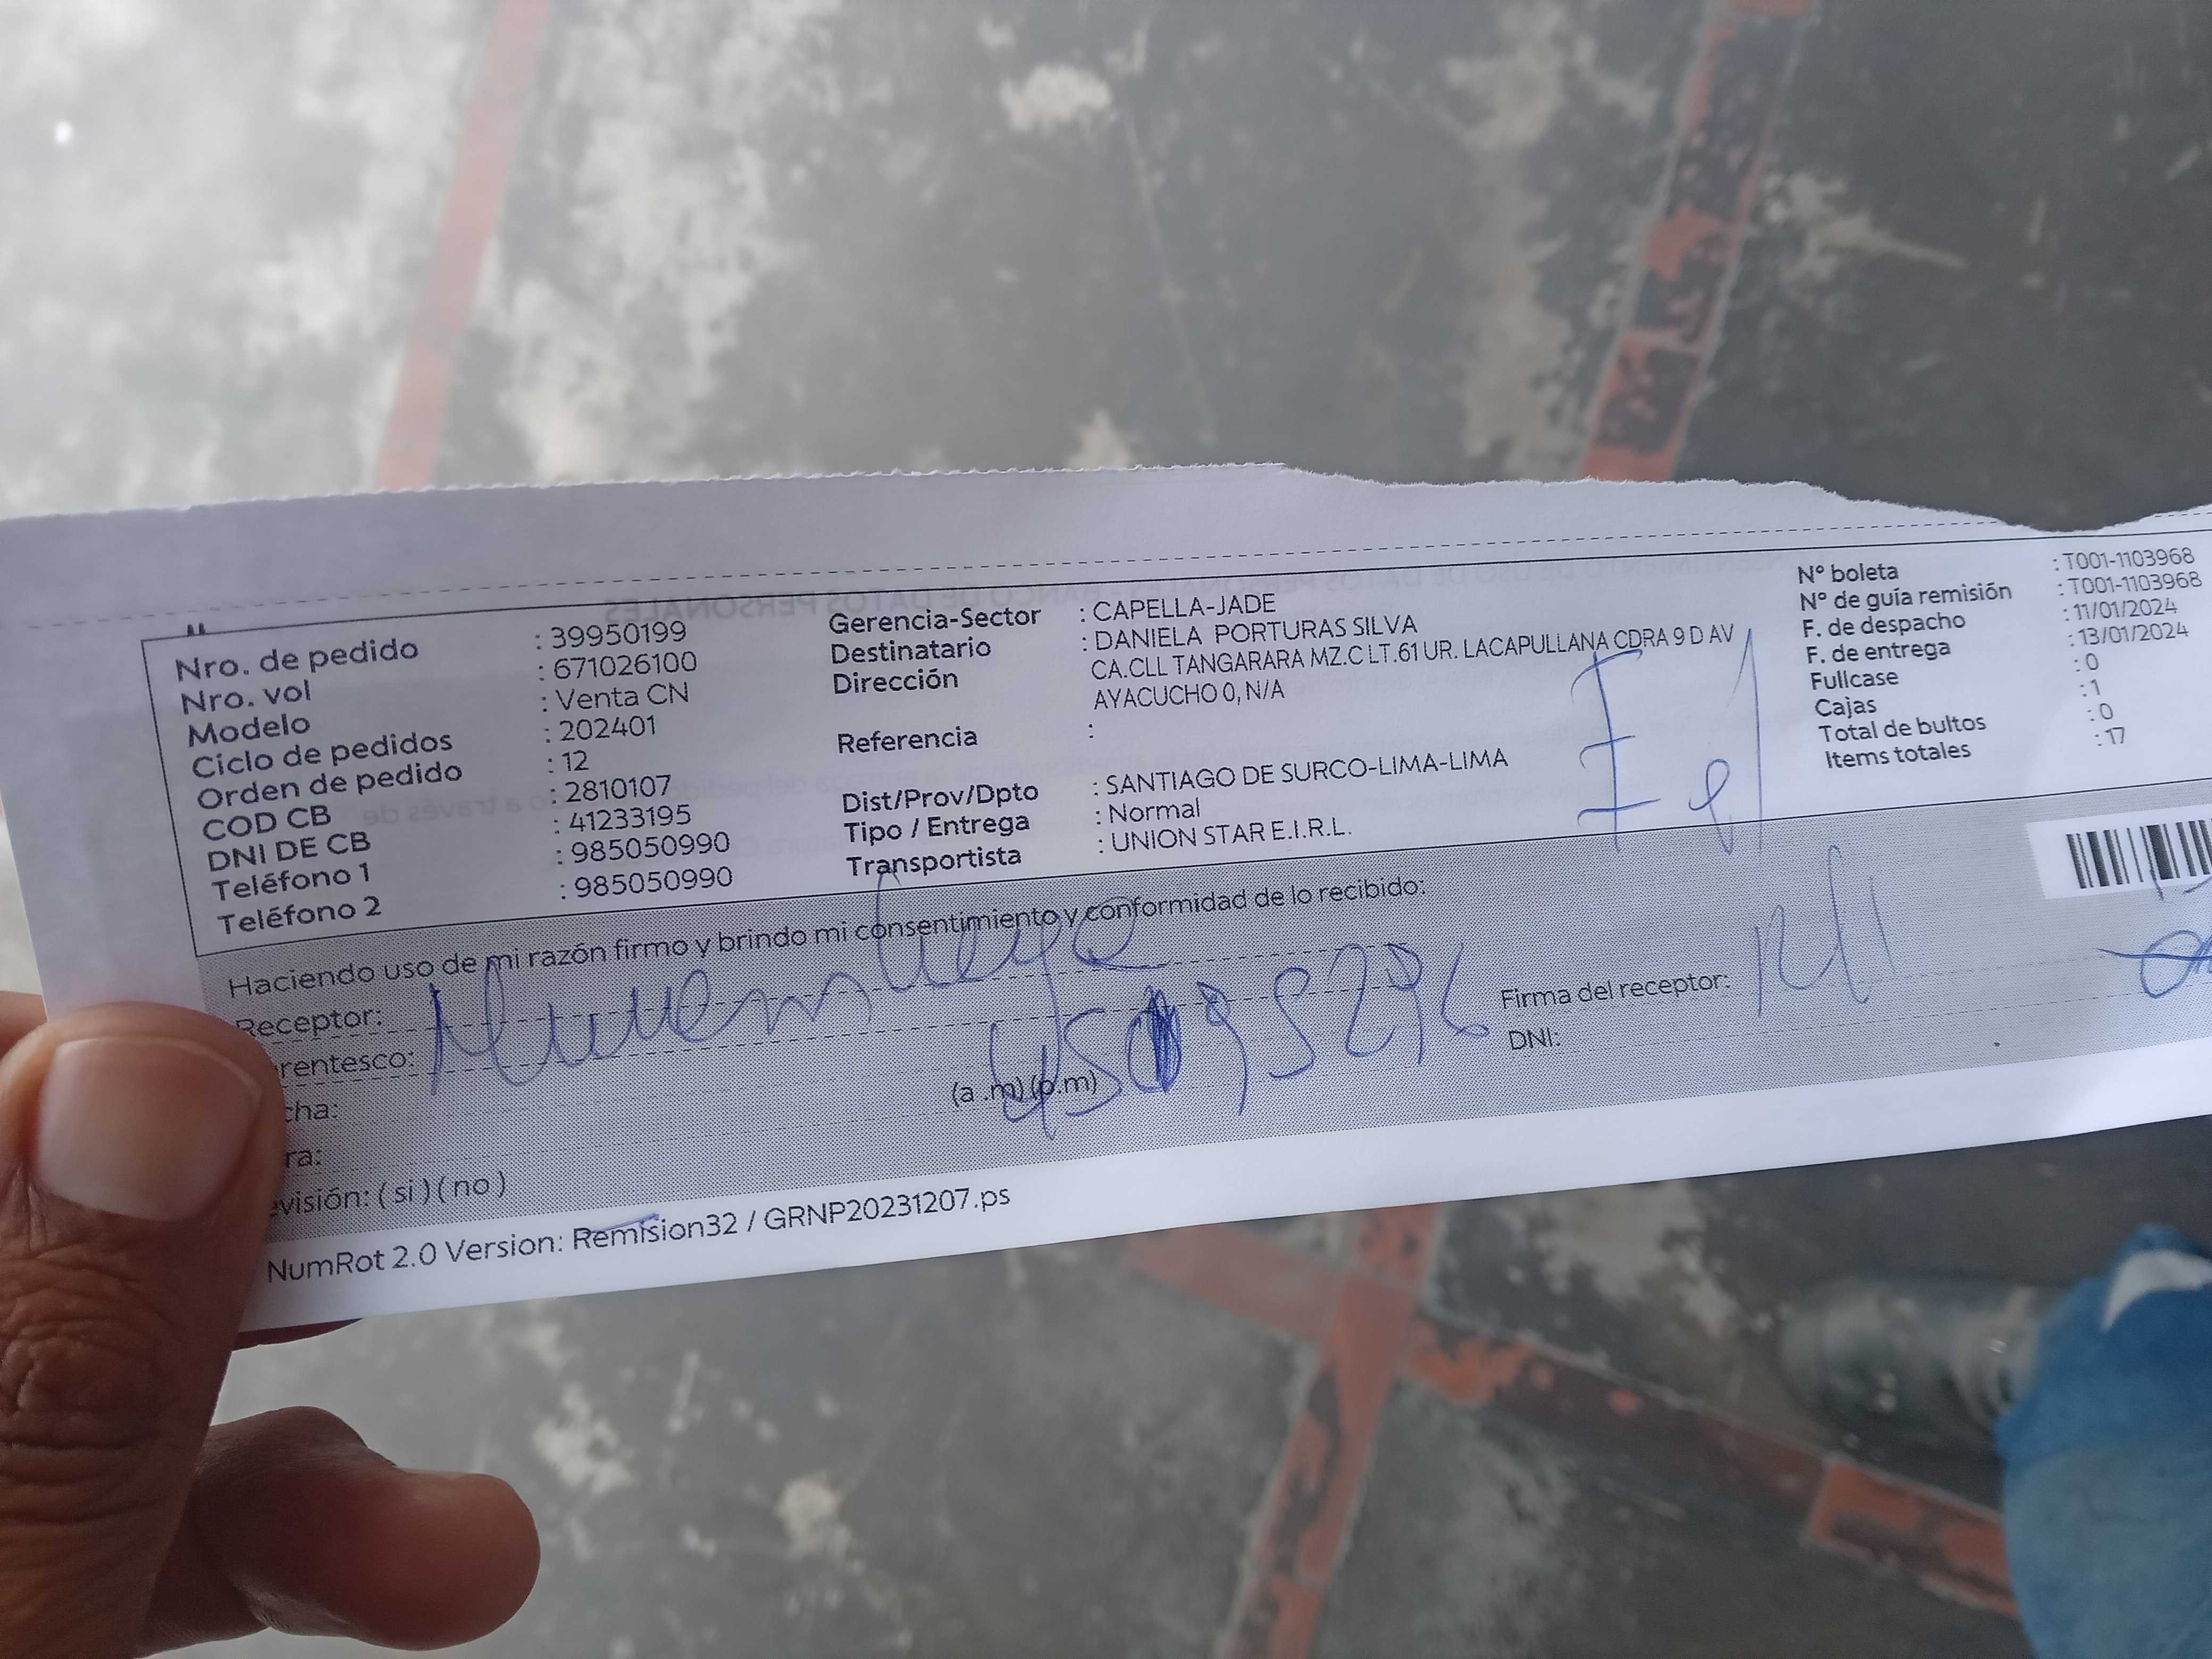 Nro. de pedido : 39950199
Nro. vol : 671026100
Modelo : Venta CN
Ciclo de pedidos : 202401
Orden de pedido : 12
COD CB : 2810107
DNI DE CB : 41233195
Teléfono 1 : 985050990
Teléfono 2 : 985050990
Gerencia-Sector : CAPELLA-JADE
Destinatario : DANIELA PORTURAS SILVA
Dirección CA.CLL TANGARARA MZ.C LT.61 UR. LACAPULLANA CDRA 9 D AV
AYACUCHO 0, N/A
Referencia :
Dist/Prov/Dpto : SANTIAGO DE SURCO-LIMA-LIMA
Tipo / Entrega : Normal
Transportista : UNION STAR E.I.R.L.
N° boleta : T001-1103968
N° de guía remisión : T001-1103968
F. de despacho : 11/01/2024
F. de entrega : 13/01/2024
Fullcase : 0
Cajas : 1
Total de bultos : 0
Items totales : 17
Haciendo uso de mi razón firmo y brindo mi consentimiento y conformidad de lo recibido:
Receptor:
rentesco:
cha:
ra: (a .m) (p.m)
evisión: ( si ) ( no )
Firma del receptor:
DNI:
NumRot 2.0 Version: Remision32 / GRNP20231207.ps